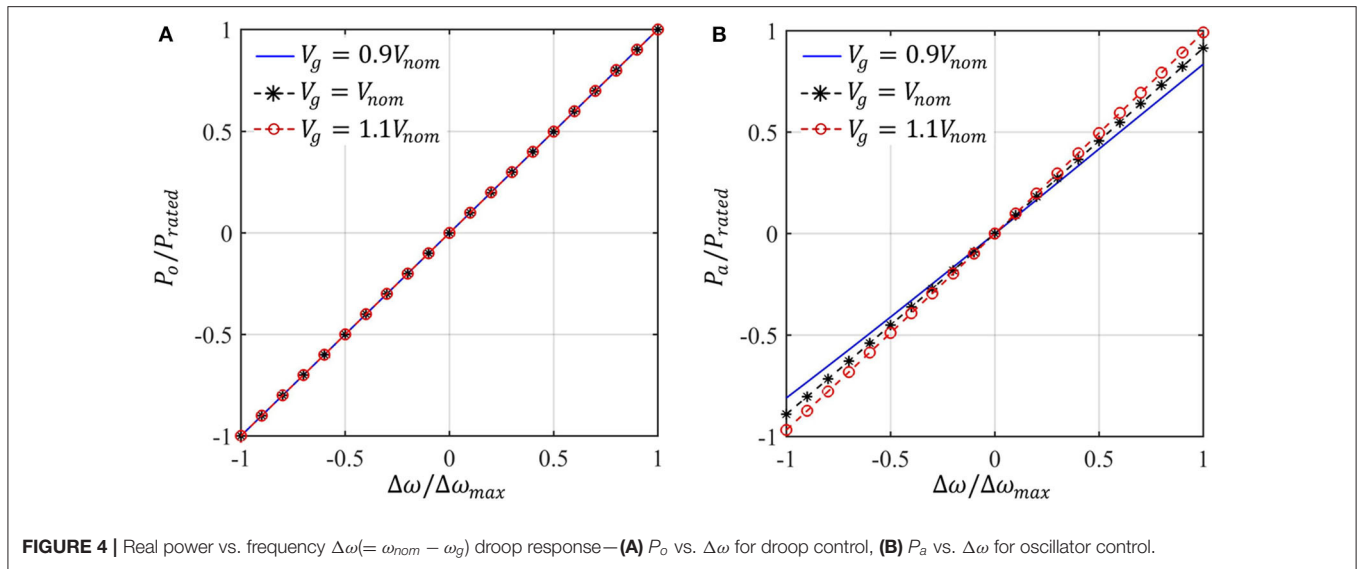 A
B
V_g = 0.9V_nom
V_g = V_nom
V_g = 1.1V_nom
1
0.5
0
-0.5
-1
P_o/P_rated
-1 -0.5 0 0.5 1
Δω/Δω_max
V_g = 0.9V_nom
V_g = V_nom
V_g = 1.1V_nom
1
0.5
0
-0.5
-1
P_a/P_rated
-1 -0.5 0 0.5 1
Δω/Δω_max
FIGURE 4 | Real power vs. frequency Δω(= ω_nom − ω_g) droop response—(A) P_o vs. Δω for droop control, (B) P_a vs. Δω for oscillator control.